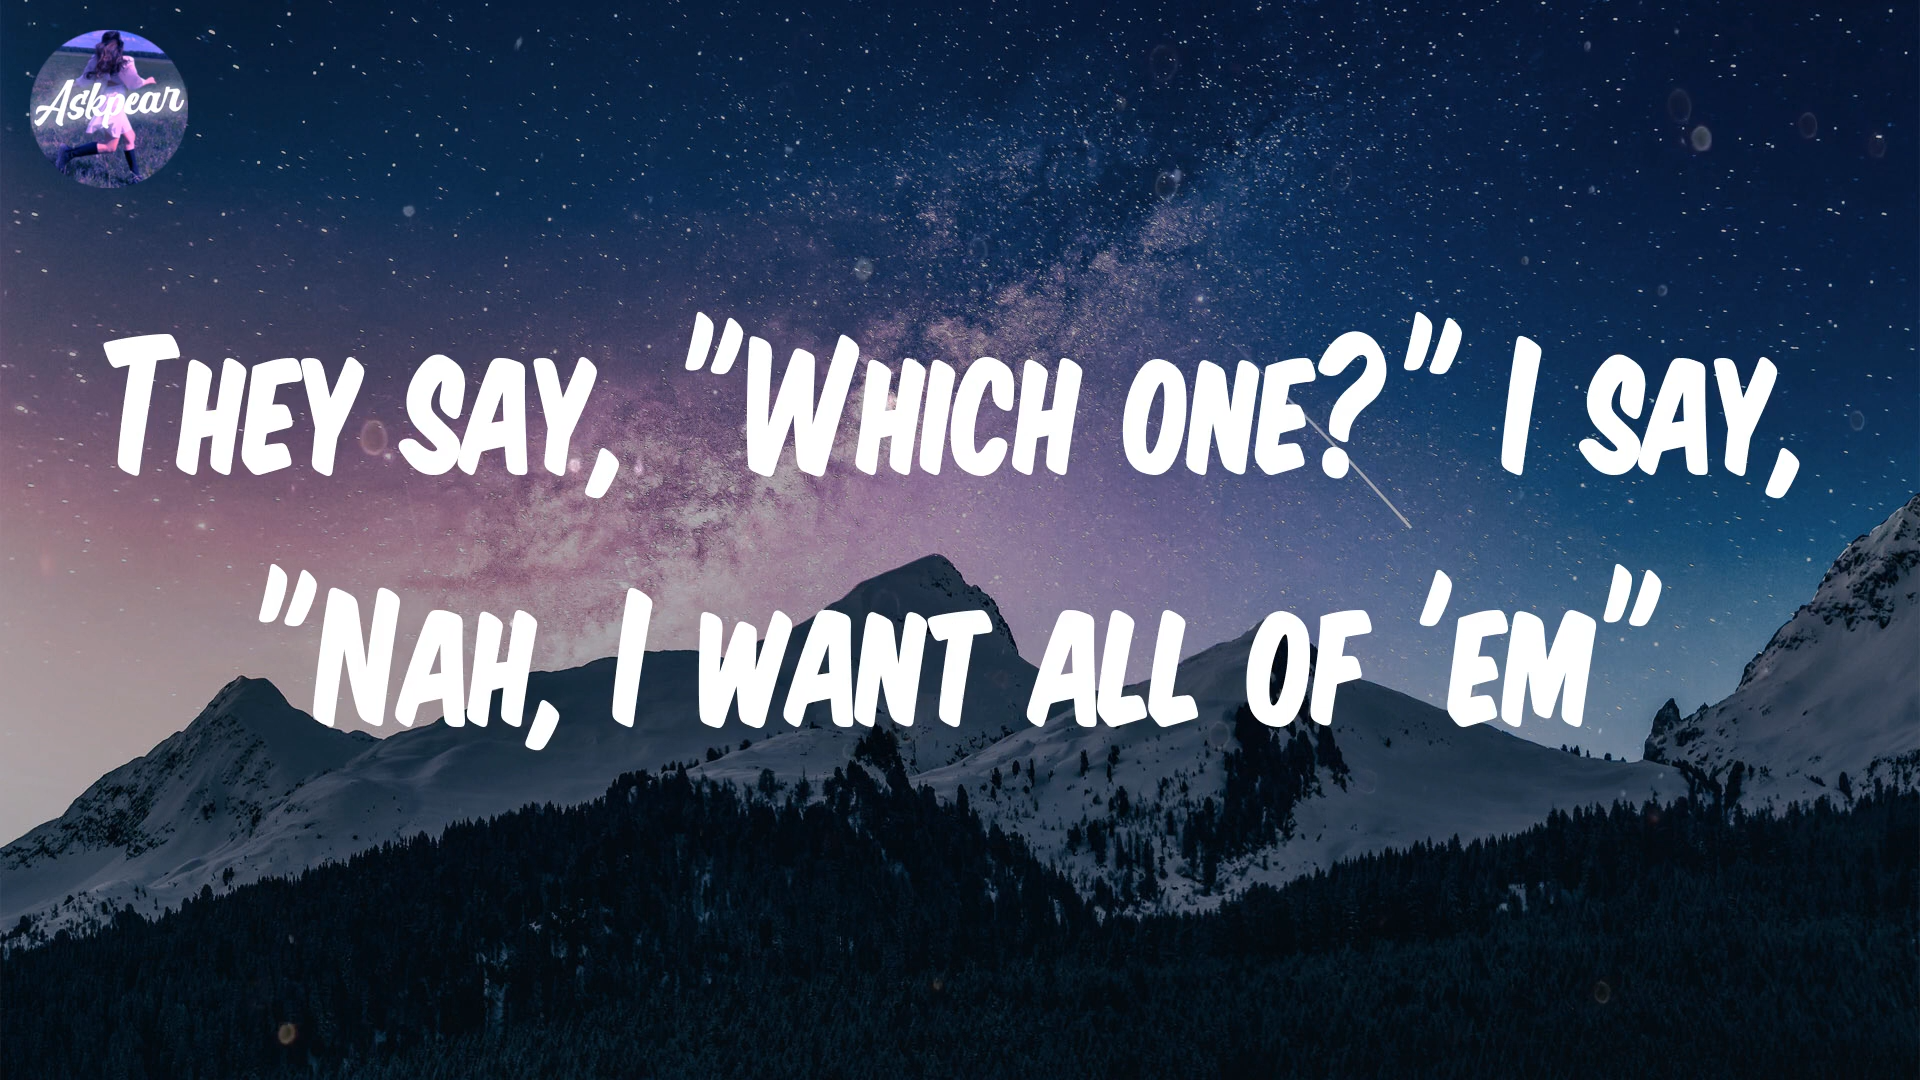 Askpear
They say, "Which one?" I say,
"Nah, I want all of 'em"